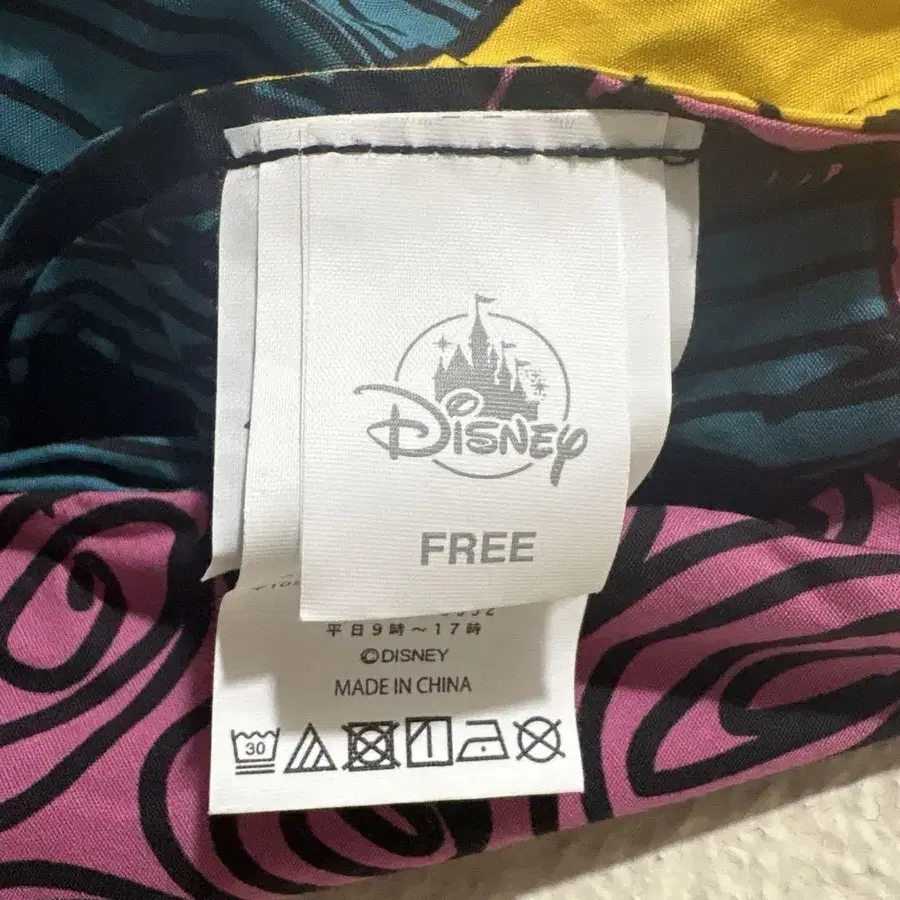 Disney
FREE
平日9時～17時
©DISNEY
MADE IN CHINA
30